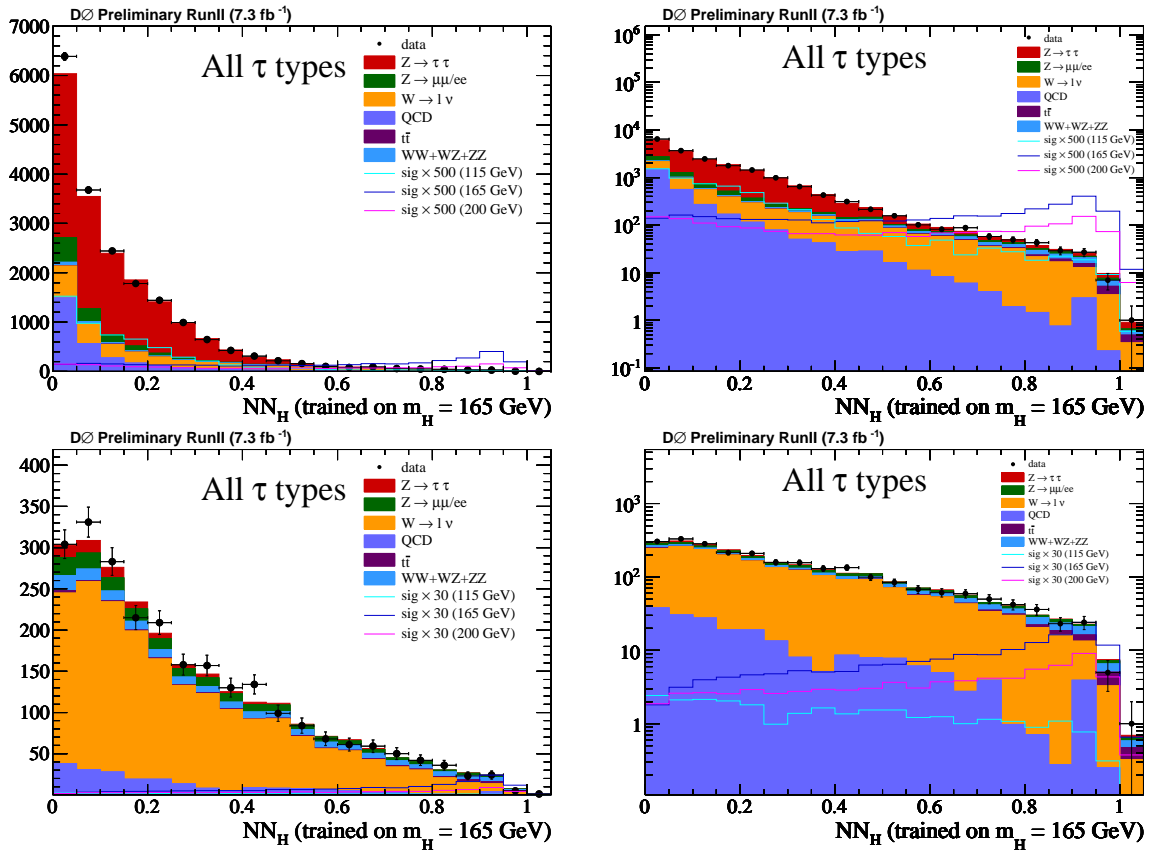 DØ Preliminary RunII (7.3 fb⁻¹)
All τ types
data
Z → τ τ
Z → μμ/ee
W → l ν
QCD
tt̄
WW+WZ+ZZ
sig × 500 (115 GeV)
sig × 500 (165 GeV)
sig × 500 (200 GeV)
7000
6000
5000
4000
3000
2000
1000
0
0 0.2 0.4 0.6 0.8 1
NN_H (trained on m_H = 165 GeV)
DØ Preliminary RunII (7.3 fb⁻¹)
All τ types
data
Z → τ τ
Z → μμ/ee
W → l ν
QCD
tt̄
WW+WZ+ZZ
sig × 500 (115 GeV)
sig × 500 (165 GeV)
sig × 500 (200 GeV)
10⁶
10⁵
10⁴
10³
10²
10
1
10⁻¹
0 0.2 0.4 0.6 0.8 1
NN_H (trained on m_H = 165 GeV)
DØ Preliminary RunII (7.3 fb⁻¹)
All τ types
data
Z → τ τ
Z → μμ/ee
W → l ν
QCD
tt̄
WW+WZ+ZZ
sig × 30 (115 GeV)
sig × 30 (165 GeV)
sig × 30 (200 GeV)
400
350
300
250
200
150
100
50
0 0.2 0.4 0.6 0.8 1
NN_H (trained on m_H = 165 GeV)
DØ Preliminary RunII (7.3 fb⁻¹)
All τ types
data
Z → τ τ
Z → μμ/ee
W → l ν
QCD
tt̄
WW+WZ+ZZ
sig × 30 (115 GeV)
sig × 30 (165 GeV)
sig × 30 (200 GeV)
10³
10²
10
1
0 0.2 0.4 0.6 0.8 1
NN_H (trained on m_H = 165 GeV)